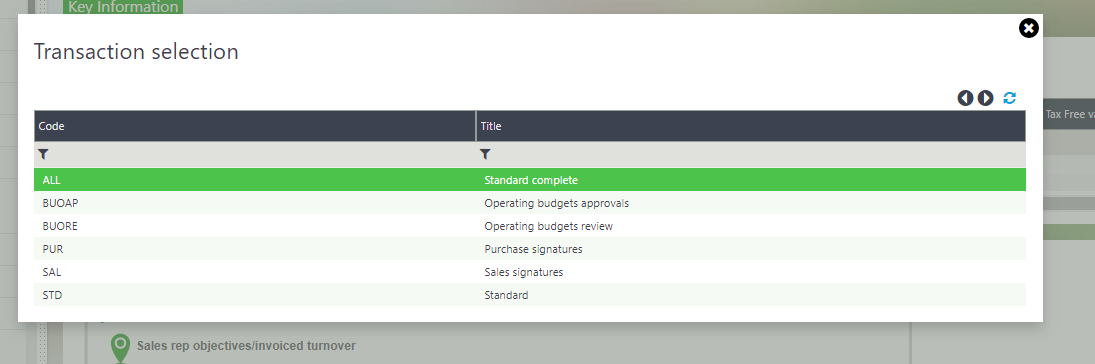 Key Information
Transaction selection
Tax Free va
Code Title
ALL Standard complete
BUOAP Operating budgets approvals
BUORE Operating budgets review
PUR Purchase signatures
SAL Sales signatures
STD Standard
Sales rep objectives/invoiced turnover